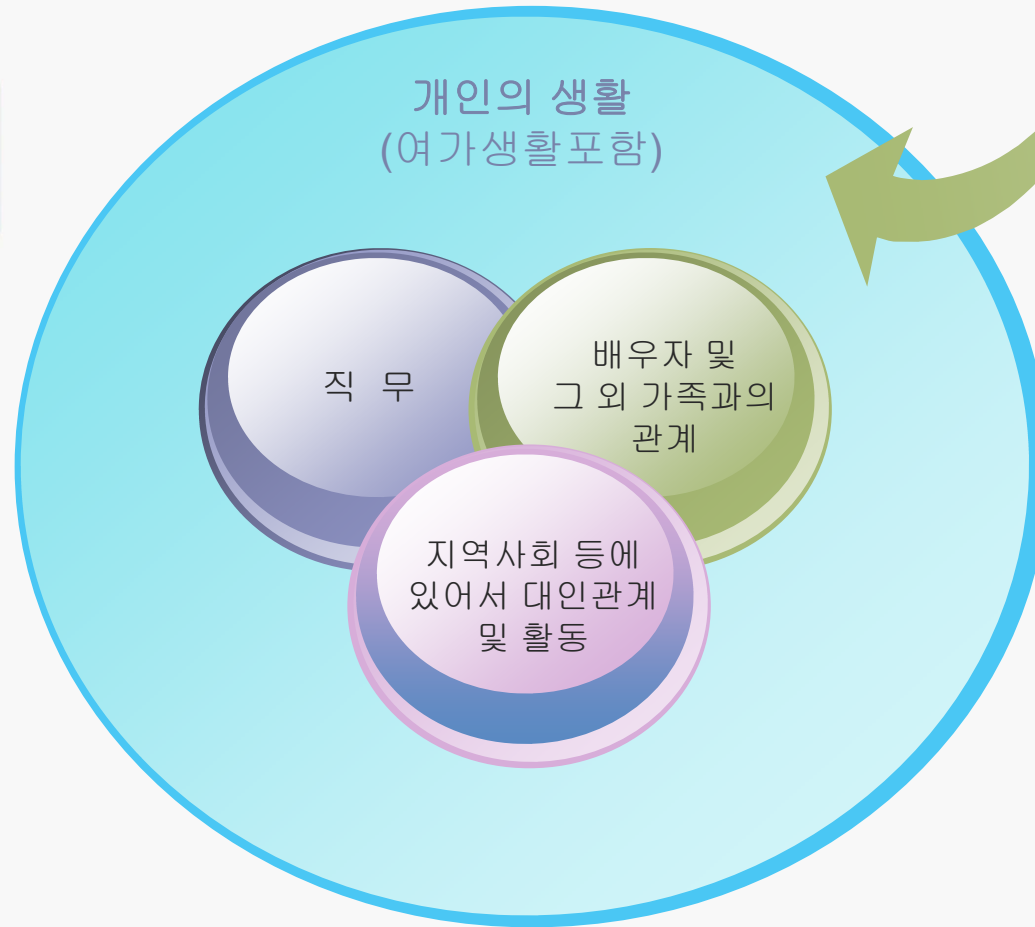 개인의 생활
(여가생활포함)
직 무
배우자 및
그 외 가족과의
관계
지역사회 등에
있어서 대인관계
및 활동